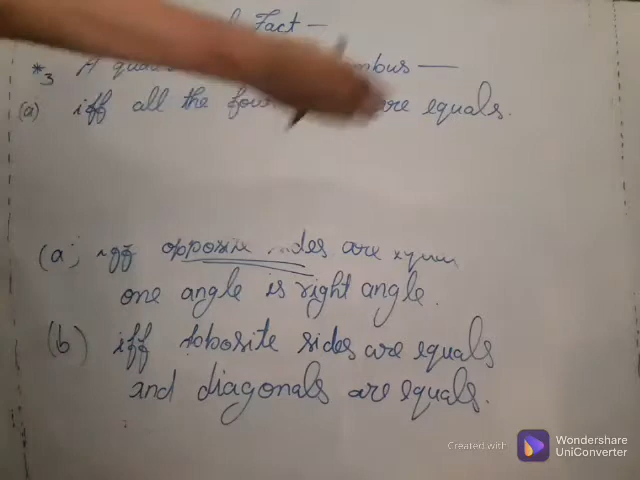 Fact —
*3 A mbus —
(a) iff all the four are equals.
(a) iff opposite sides are
one angle is right angle.
(b) iff opposite sides are equals
and diagonals are equals.
Created with Wondershare
UniConverter